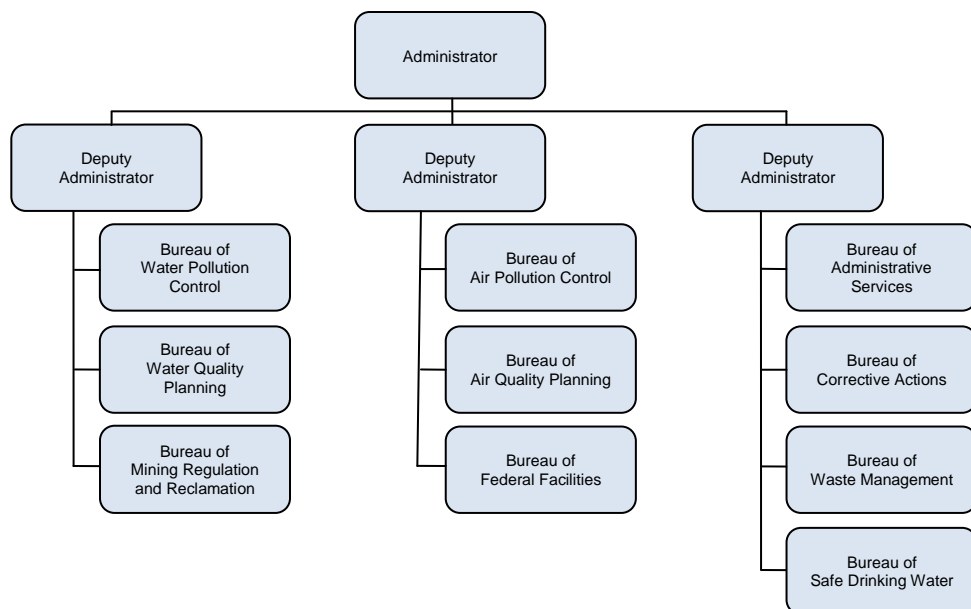 Administrator
Deputy
Administrator
Deputy
Administrator
Deputy
Administrator
Bureau of
Water Pollution
Control
Bureau of
Water Quality
Planning
Bureau of
Mining Regulation
and Reclamation
Bureau of
Air Pollution Control
Bureau of
Air Quality Planning
Bureau of
Federal Facilities
Bureau of
Administrative
Services
Bureau of
Corrective Actions
Bureau of
Waste Management
Bureau of
Safe Drinking Water